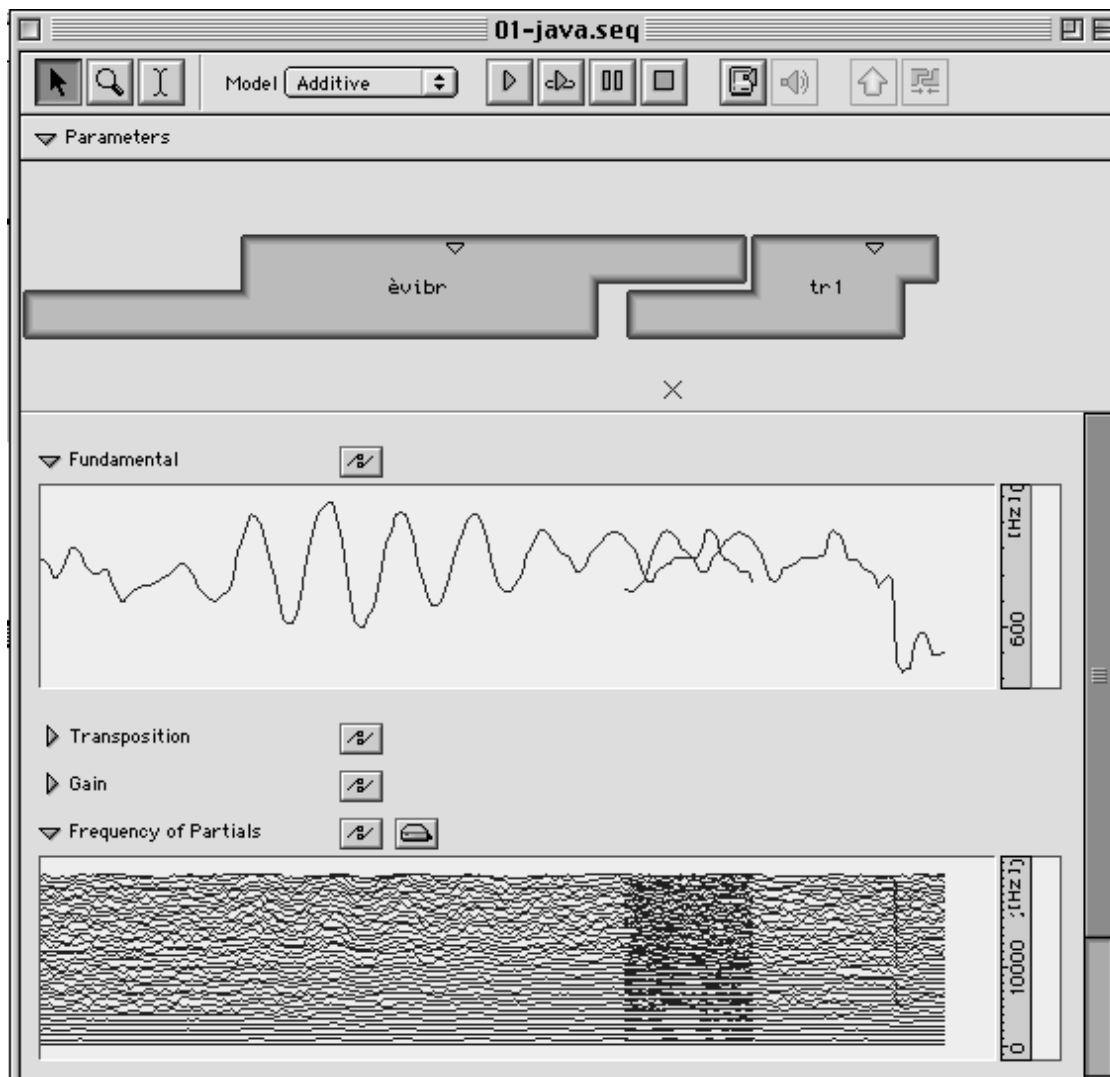 01-java.seq
Model Additive
Parameters
èvibr
tr1
Fundamental
[Hz]
600
Transposition
Gain
Frequency of Partials
[Hz]
10000
0